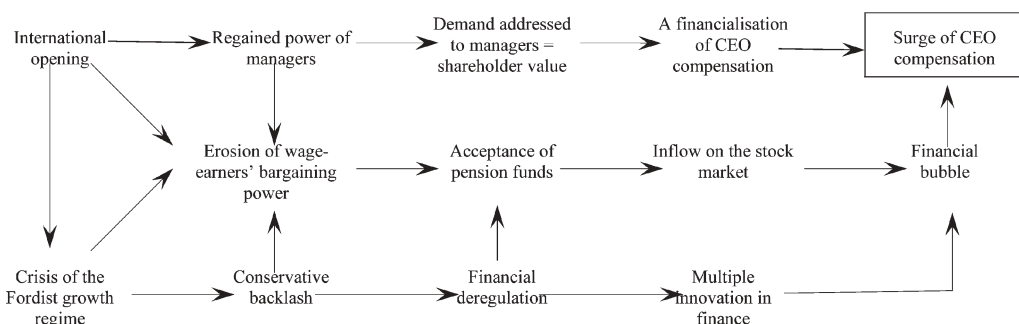 International
opening
Regained power of
managers
Demand addressed
to managers =
shareholder value
A financialisation
of CEO
compensation
Surge of CEO
compensation
Erosion of wage-
earners’ bargaining
power
Acceptance of
pension funds
Inflow on the stock
market
Financial
bubble
Crisis of the
Fordist growth
regime
Conservative
backlash
Financial
deregulation
Multiple
innovation in
finance